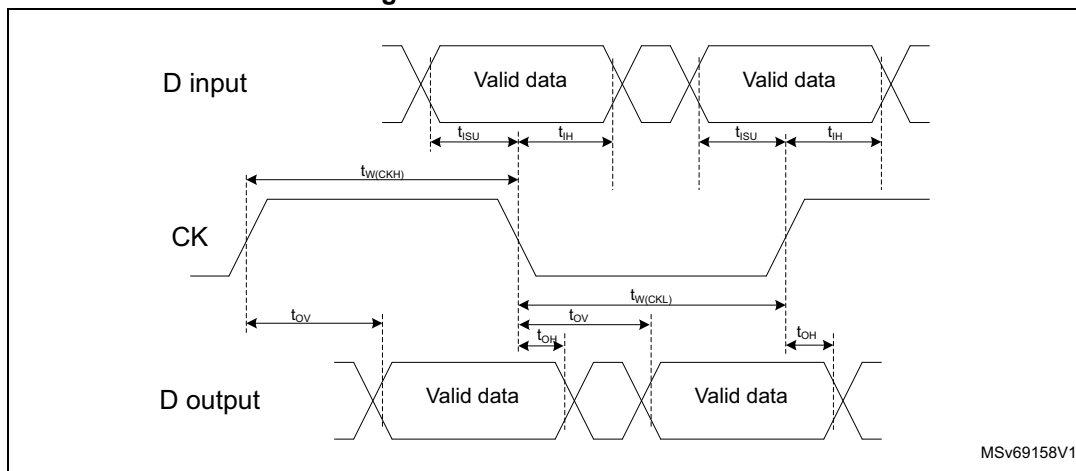 D input
Valid data
Valid data
tISU
tIH
tISU
tIH
tW(CKH)
CK
tW(CKL)
tOV
tOV
tOH
tOH
D output
Valid data
Valid data
MSv69158V1